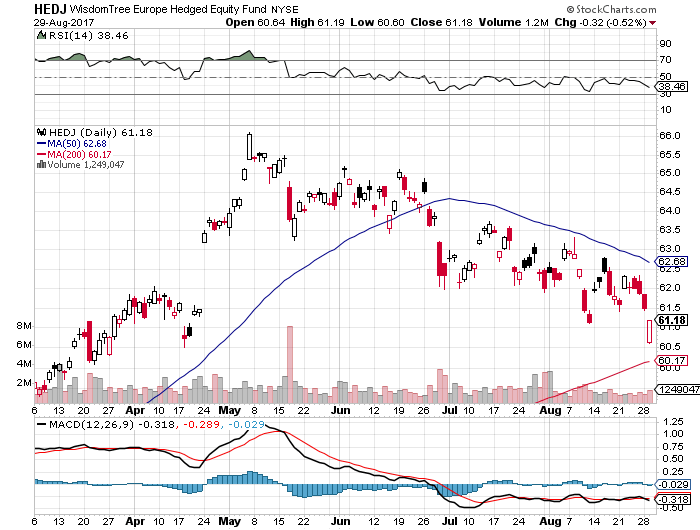 HEDJ WisdomTree Europe Hedged Equity Fund NYSE © StockCharts.com
29-Aug-2017 Open 60.64 High 61.19 Low 60.60 Close 61.18 Volume 1.2M Chg -0.32 (-0.52%)
RSI(14) 38.46
90
70
50
38.46
30
10
HEDJ (Daily) 61.18
MA(50) 62.68
MA(200) 60.17
Volume 1,249,047
66.0
65.5
65.0
64.5
64.0
63.5
63.0
62.68
62.5
62.0
61.5
61.18
61.0
60.5
60.17
60.0
1249047
8M
6M
4M
2M
6 13 20 27 Apr 10 17 24 May 8 15 22 Jun 12 19 26 Jul 10 17 24 Aug 7 14 21 28
MACD(12,26,9) -0.318, -0.289, -0.029
1.25
1.00
0.75
0.50
0.25
0.00
-0.029
-0.318
-0.50
6 13 20 27 Apr 10 17 24 May 8 15 22 Jun 12 19 26 Jul 10 17 24 Aug 7 14 21 28